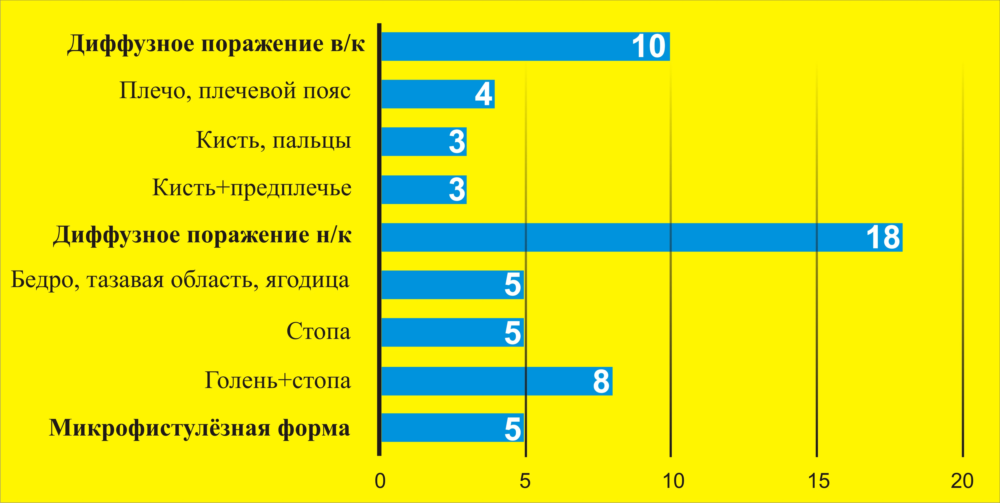 Диффузное поражение в/к 10
Плечо, плечевой пояс 4
Кисть, пальцы 3
Кисть+предплечье 3
Диффузное поражение н/к 18
Бедро, тазавая область, ягодица 5
Стопа 5
Голень+стопа 8
Микрофистулёзная форма 5
0 5 10 15 20